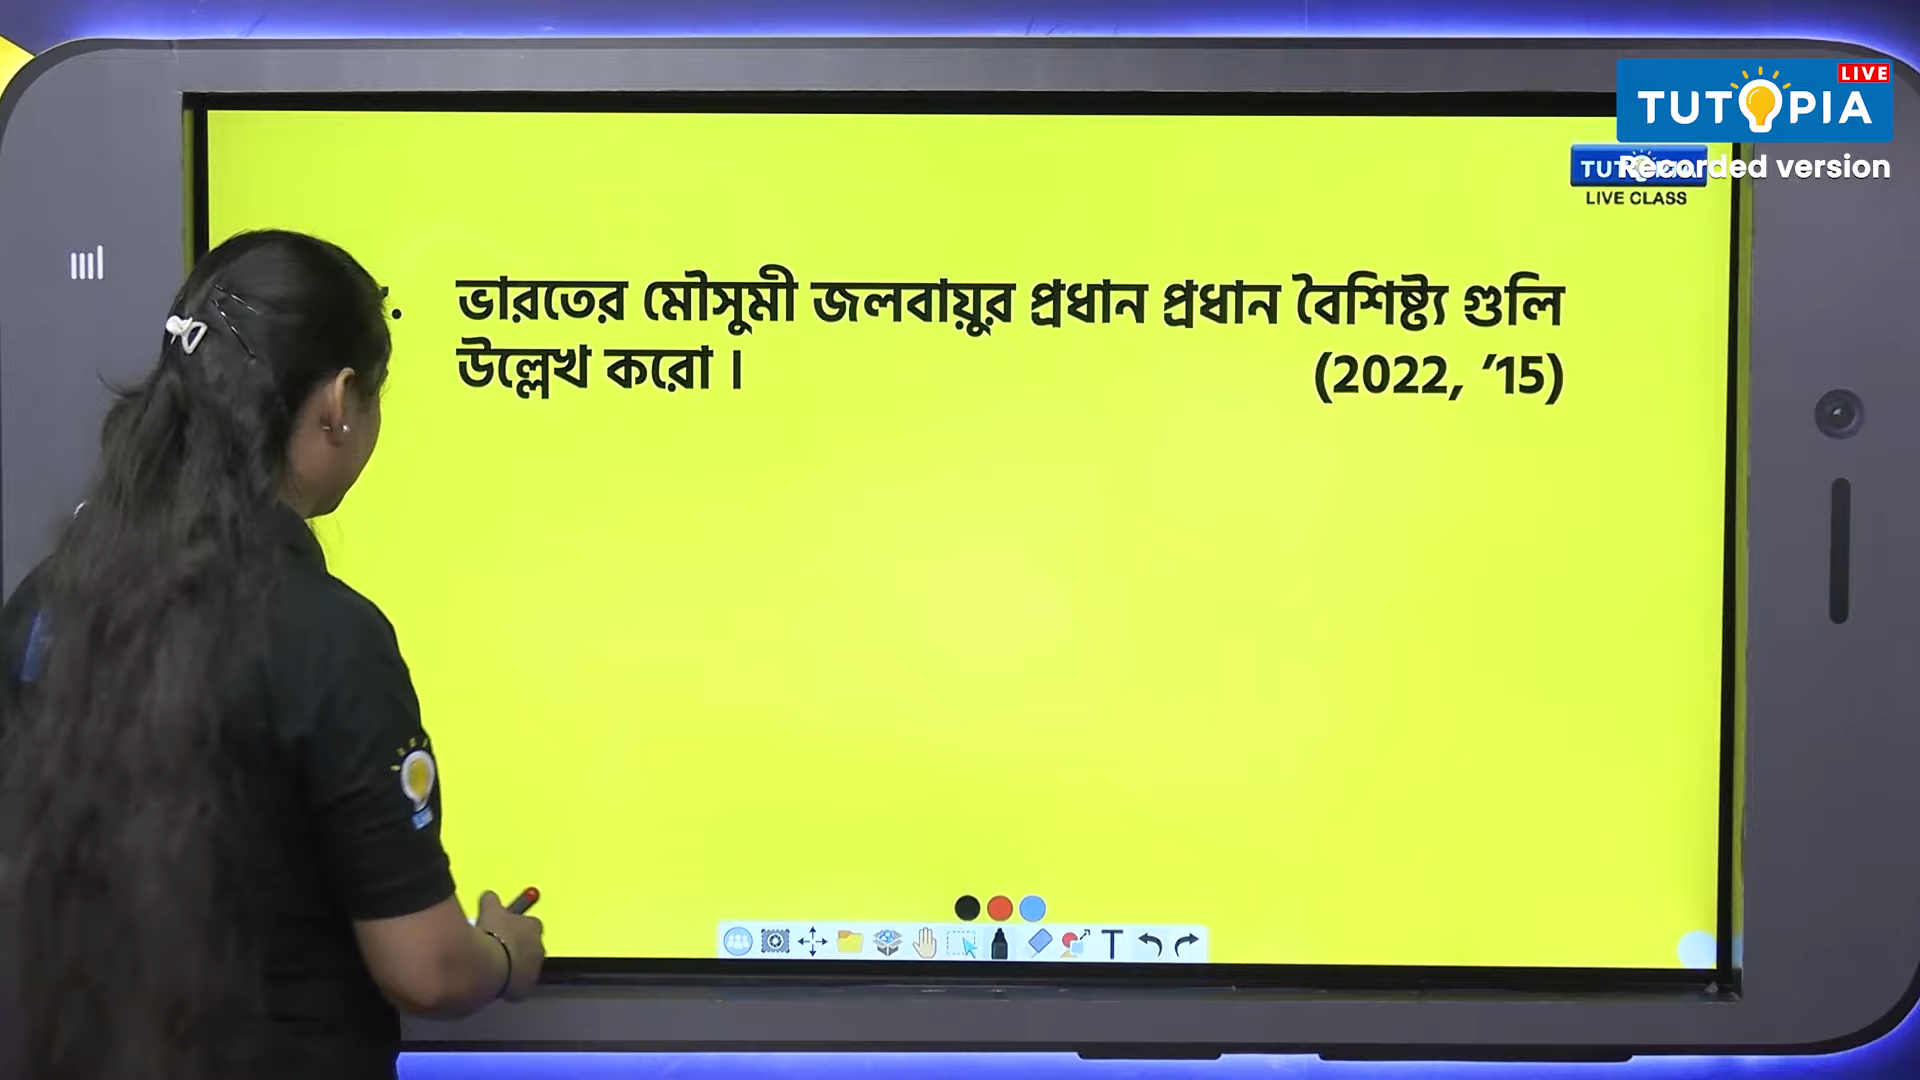 LIVE
TUTOPIA
Recorded version
LIVE CLASS
ভারতের মৌসুমী জলবায়ুর প্রধান প্রধান বৈশিষ্ট্য গুলি
উল্লেখ করো । (2022, ’15)